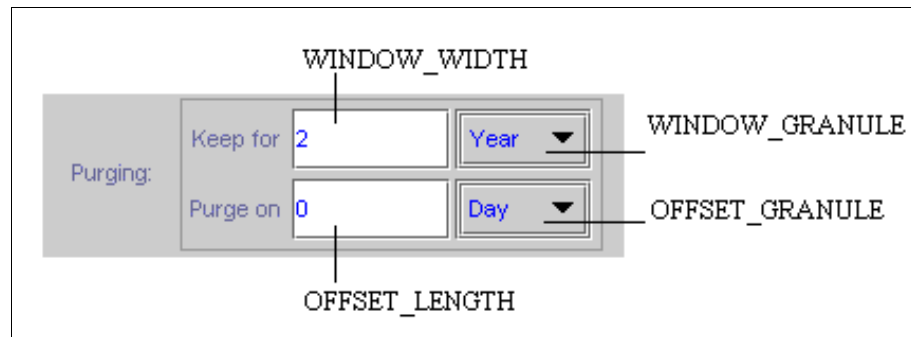 WINDOW_WIDTH
Keep for 2 Year WINDOW_GRANULE
Purging:
Purge on 0 Day OFFSET_GRANULE
OFFSET_LENGTH